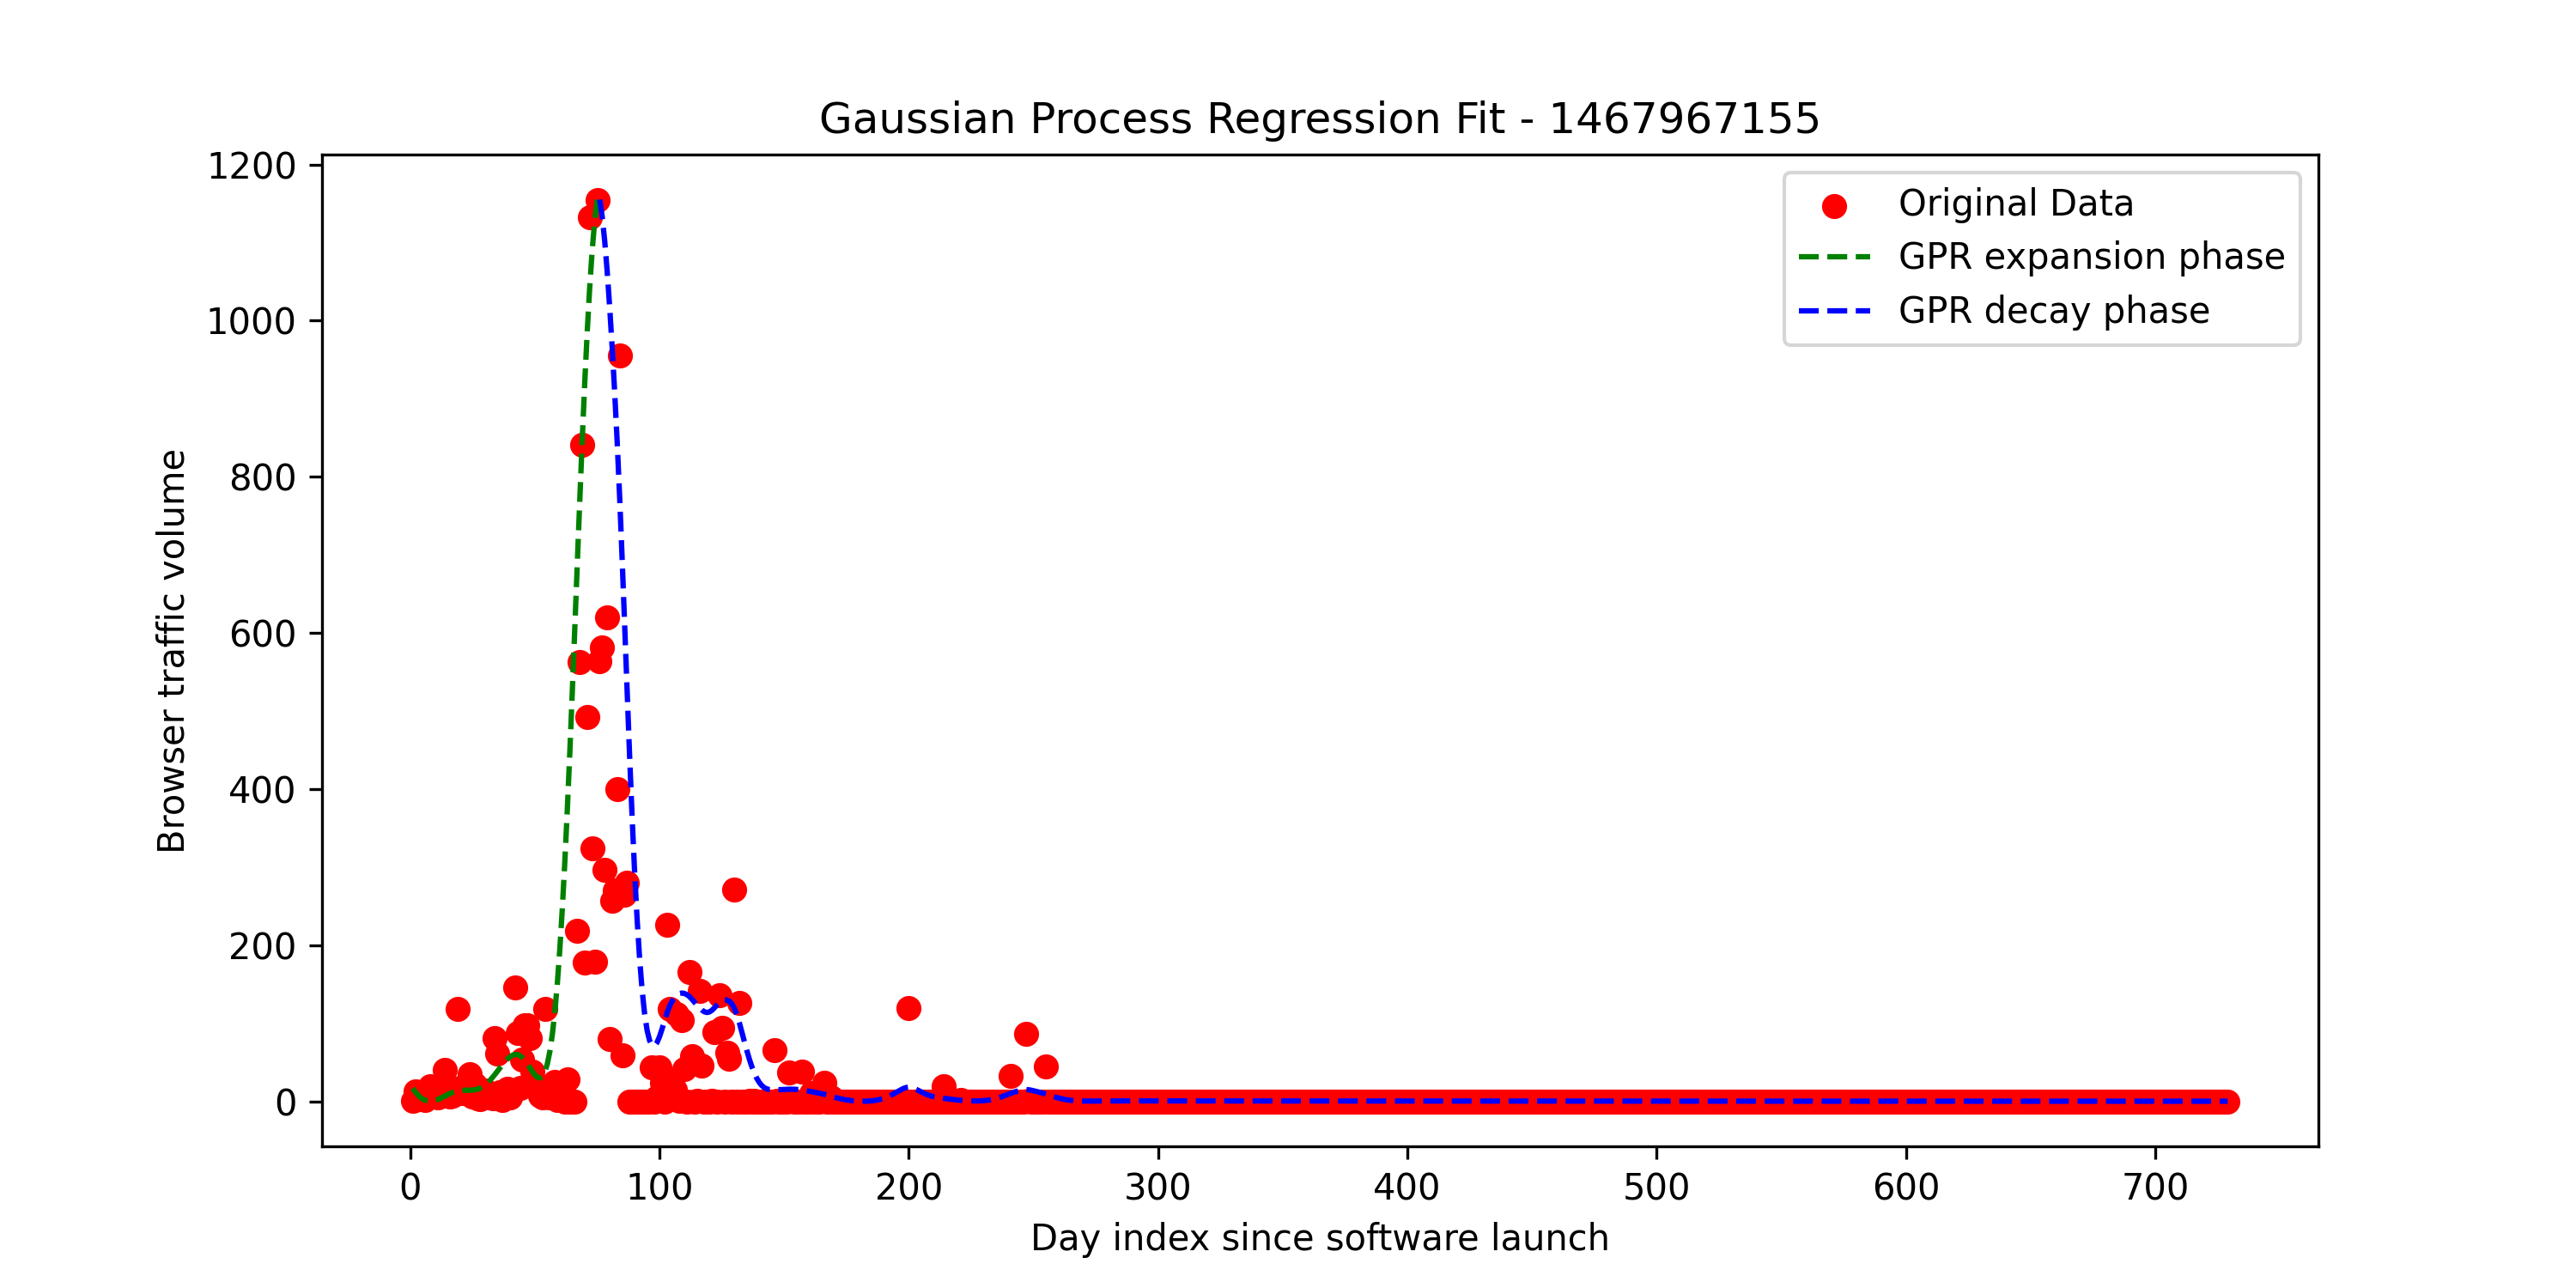 Gaussian Process Regression Fit - 1467967155
1200
1000
800
600
400
200
0
Browser traffic volume
Original Data
GPR expansion phase
GPR decay phase
0 100 200 300 400 500 600 700
Day index since software launch